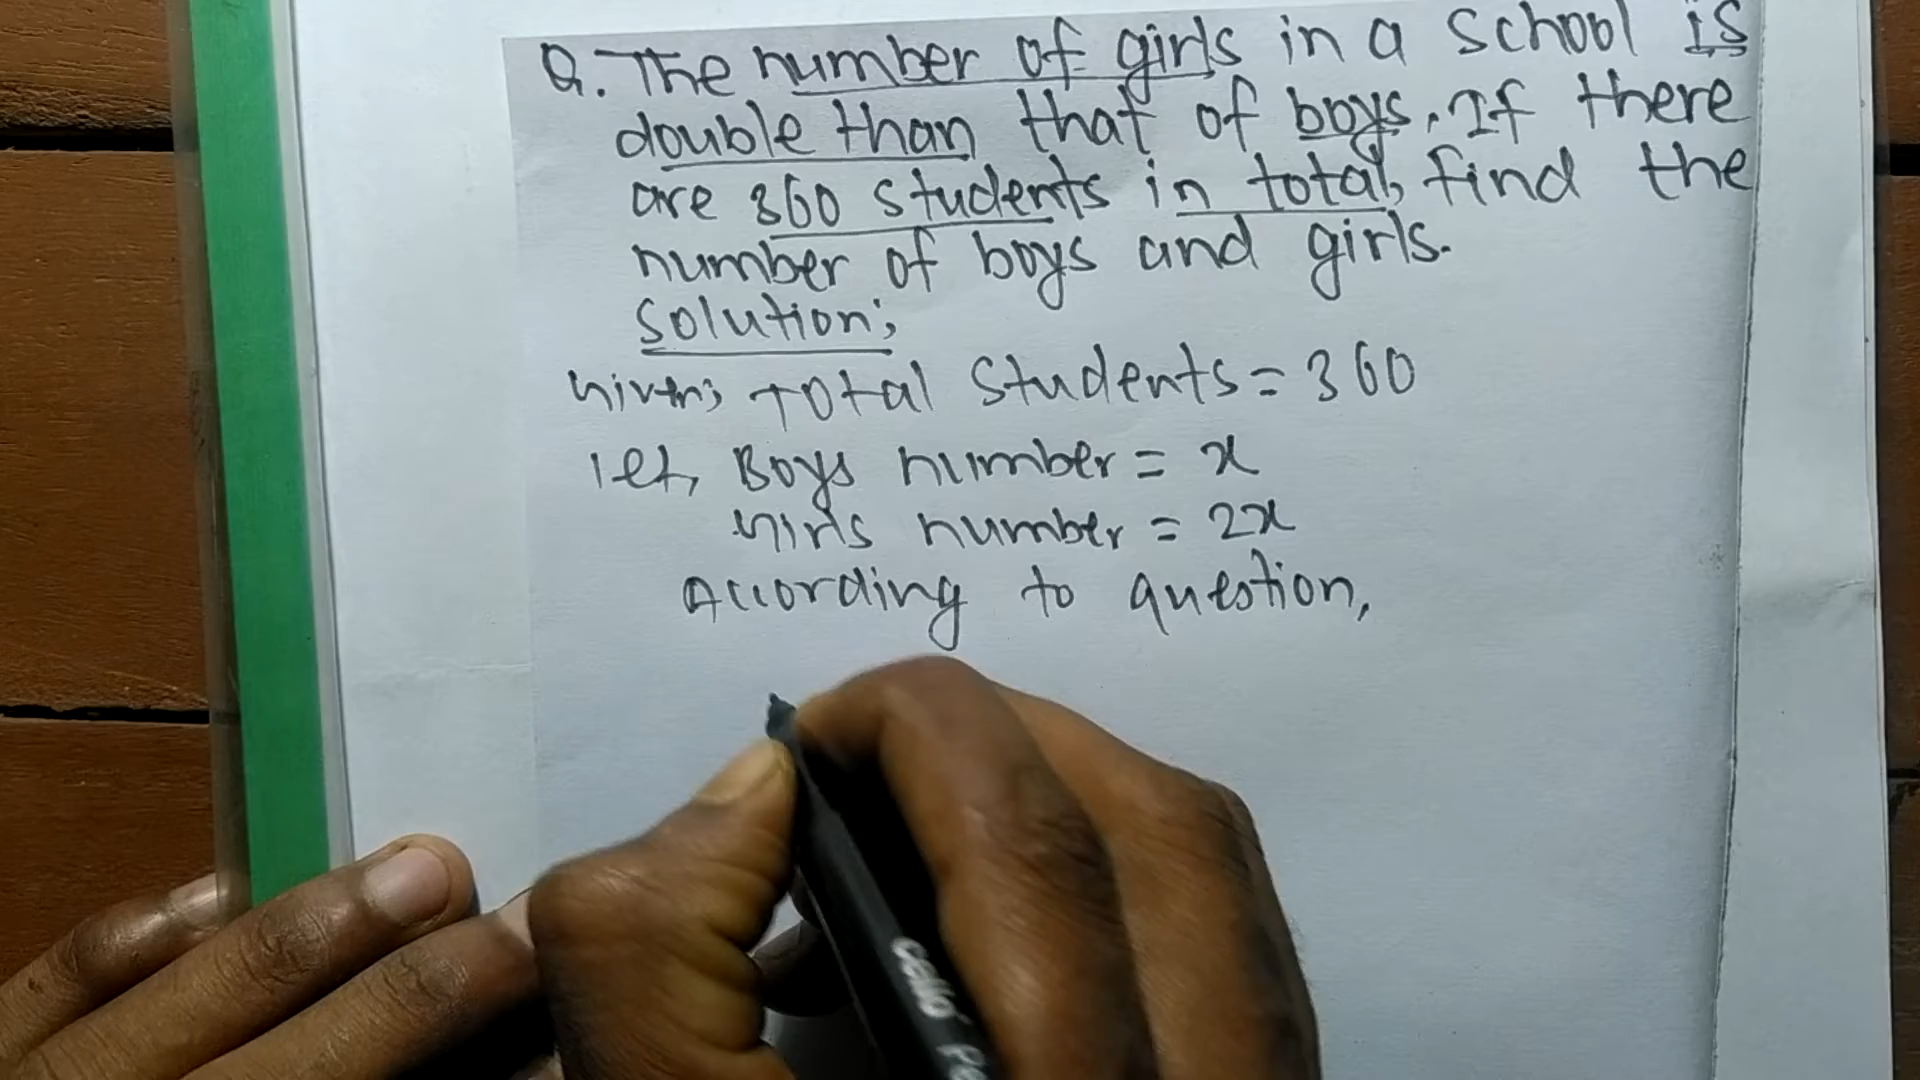 Q. The number of girls in a school is
double than that of boys. If there
are 360 students in total, find the
number of boys and girls.
Solution;
Given; Total Students = 360
let, Boys number = x
Girls number = 2x
According to question,
cello